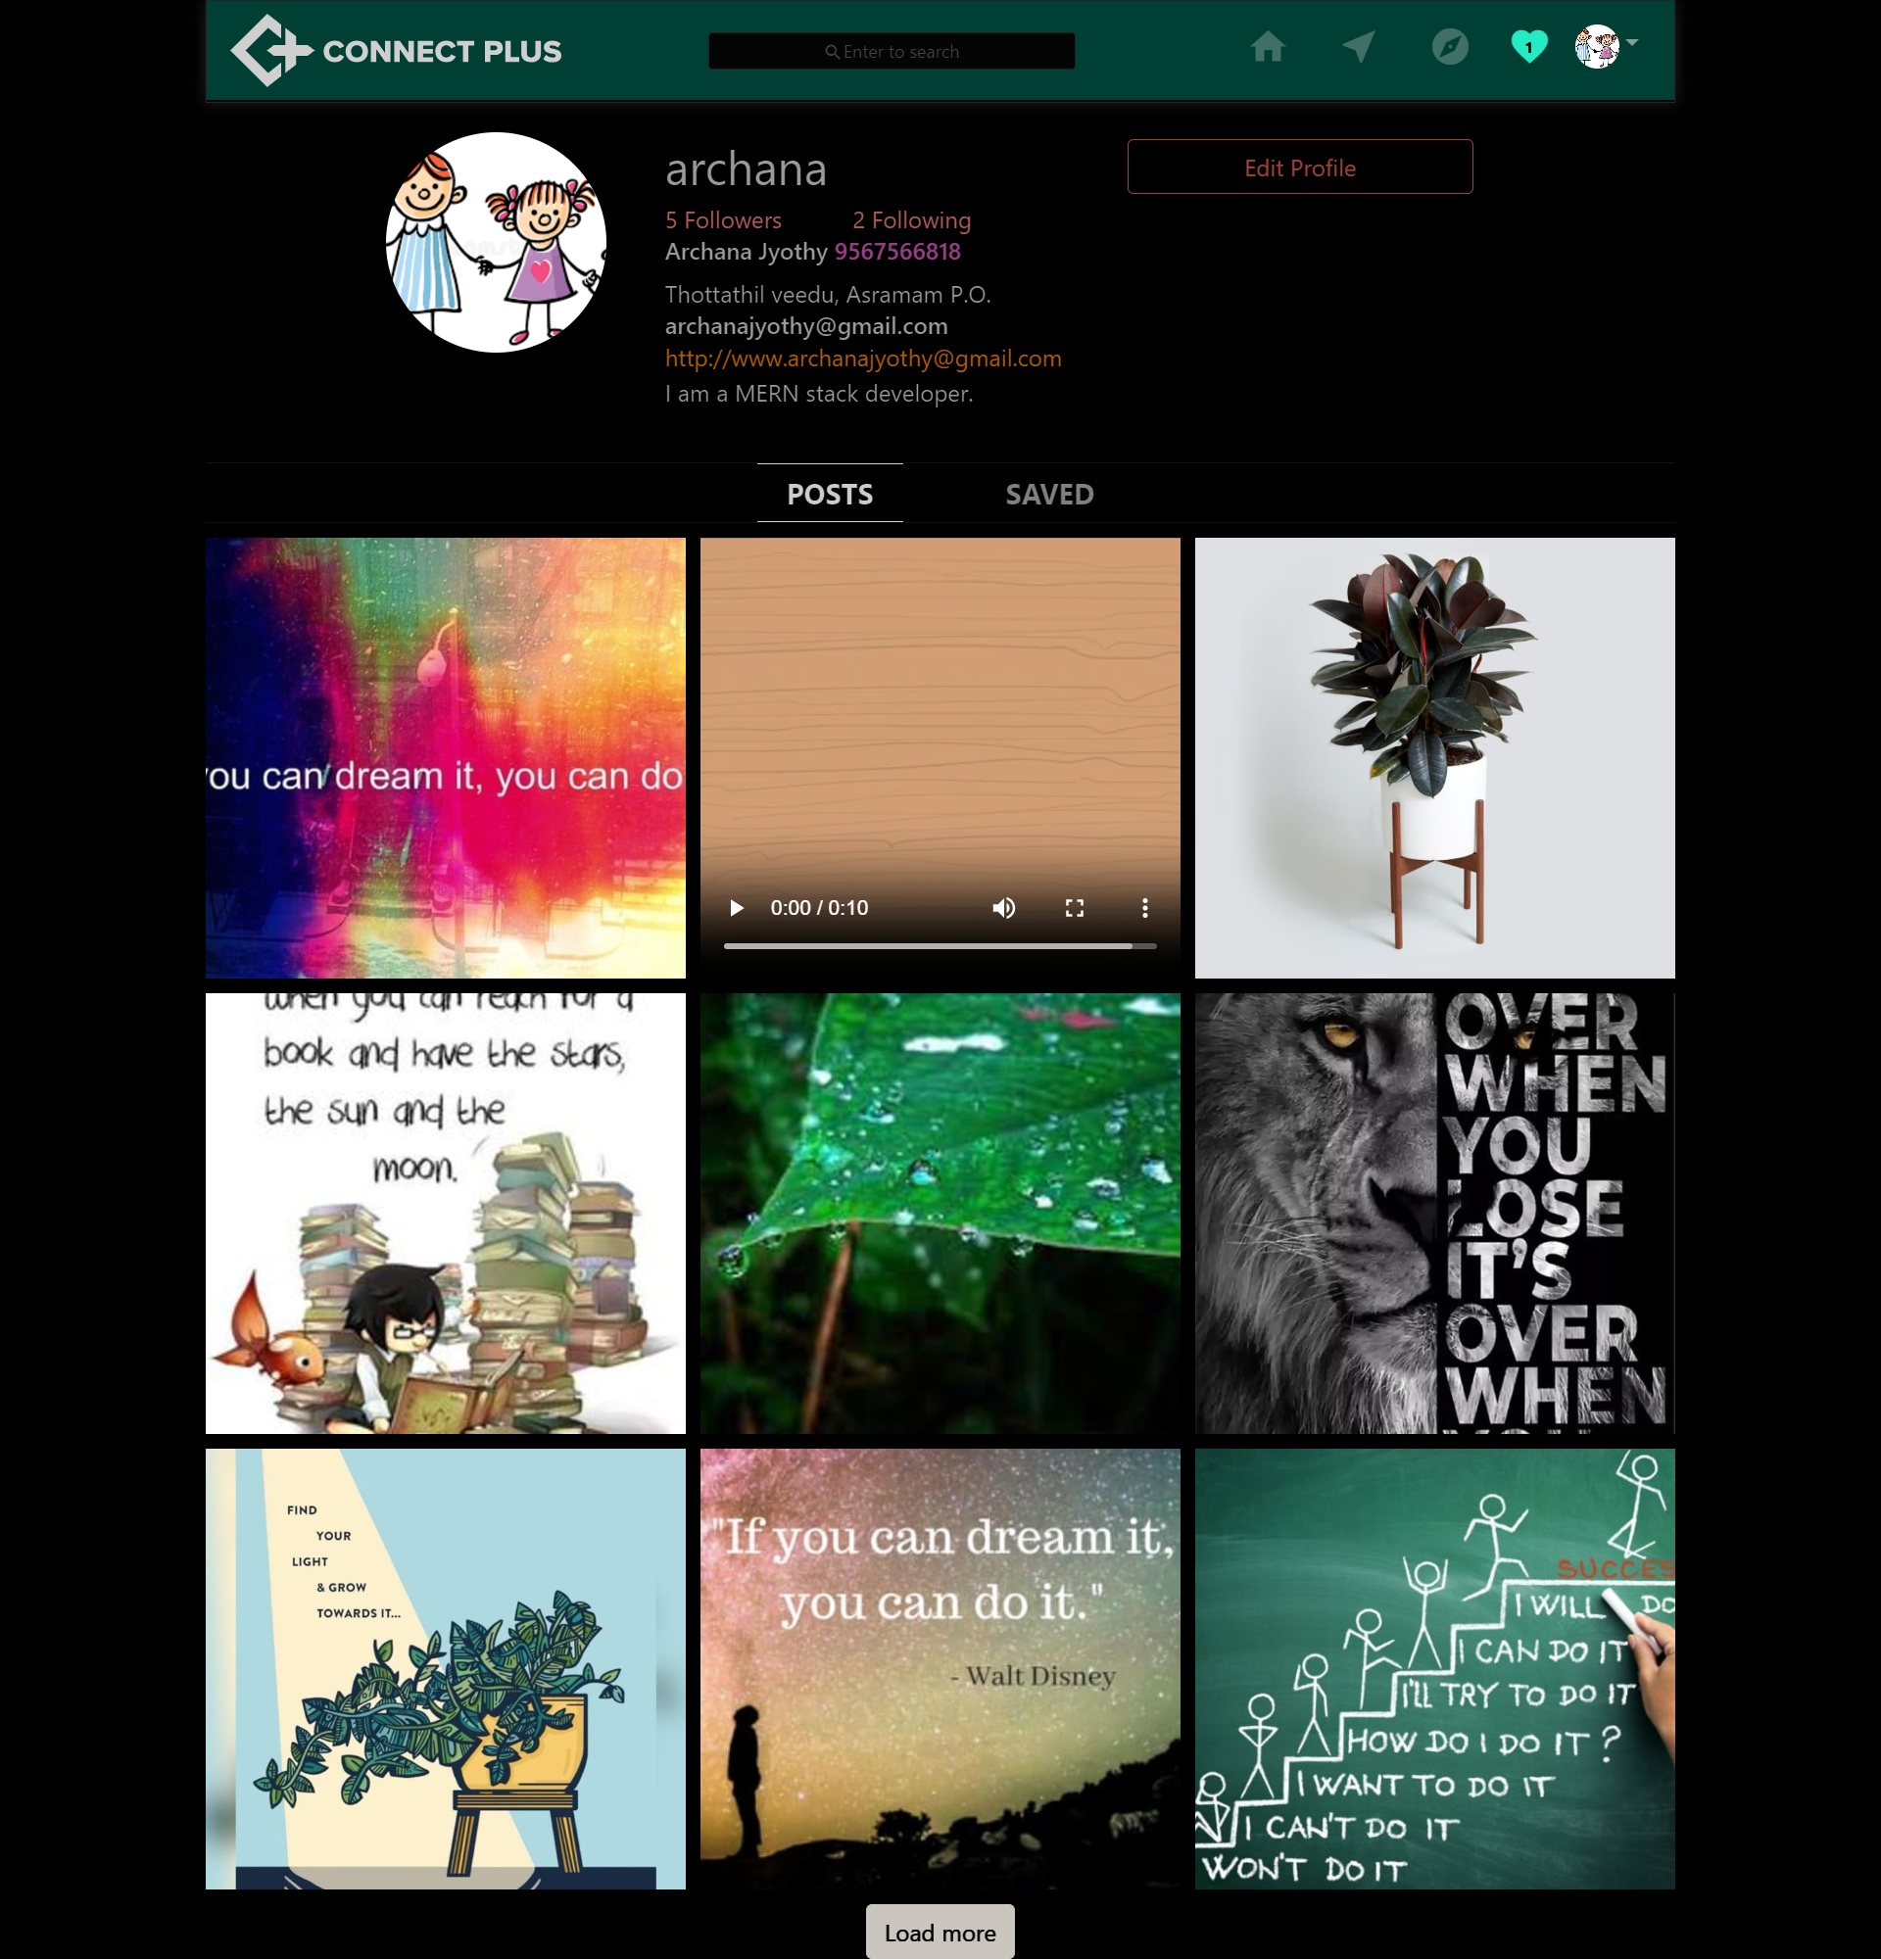 CONNECT PLUS
Enter to search
1
archana
Edit Profile
5 Followers 2 Following
Archana Jyothy 9567566818
Thottathil veedu, Asramam P.O.
archanajyothy@gmail.com
http://www.archanajyothy@gmail.com
I am a MERN stack developer.
POSTS SAVED
ou can dream it, you can do
0:00 / 0:10
when you can reach for a
book and have the stars,
the sun and the
moon.
OVER
WHEN
YOU
LOSE
IT'S
OVER
WHEN
FIND
YOUR
LIGHT
& GROW
TOWARDS IT...
"If you can dream it,
you can do it."
- Walt Disney
SUCCES
I WILL DO
I CAN DO IT
I'LL TRY TO DO IT
HOW DO I DO IT ?
I WANT TO DO IT
I CAN'T DO IT
WON'T DO IT
Load more